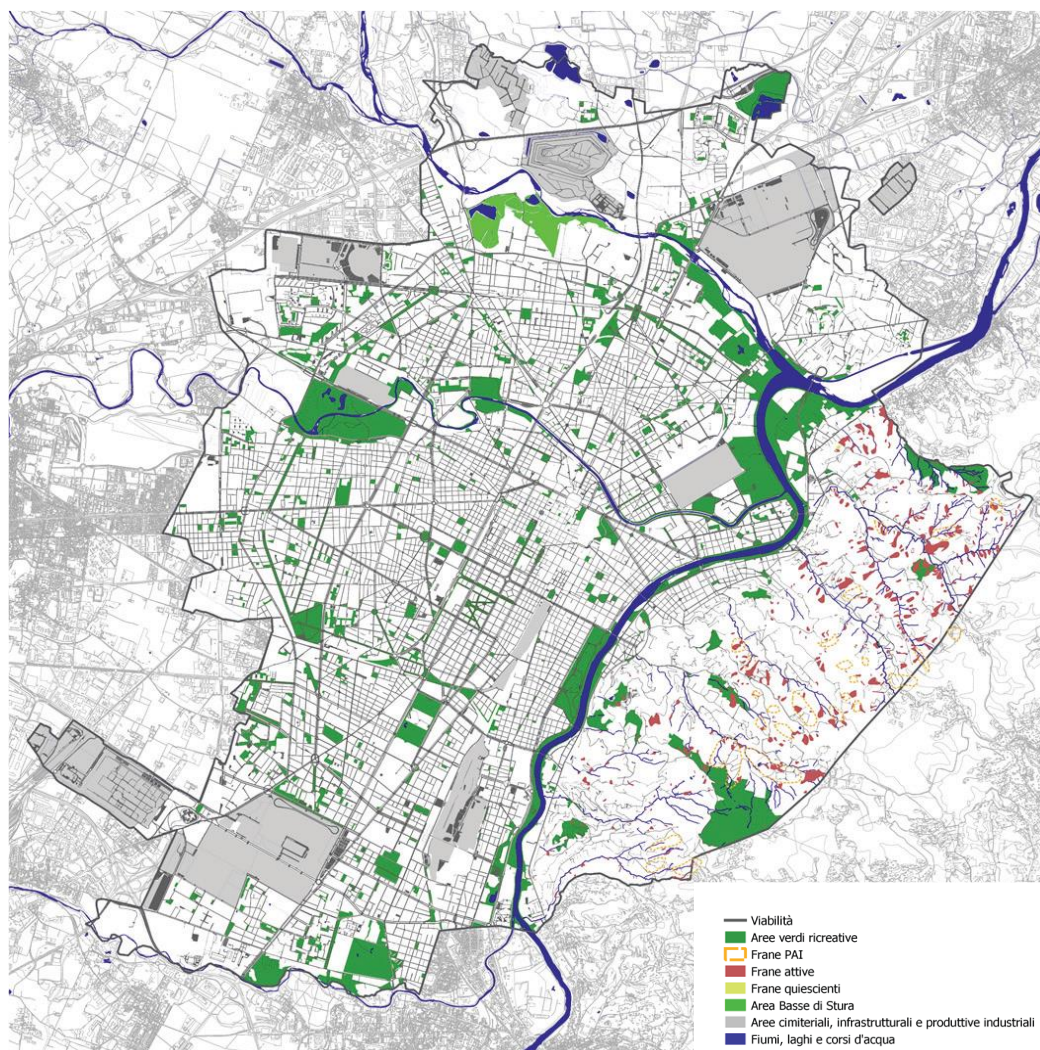 Viabilità
Aree verdi ricreative
Frane PAI
Frane attive
Frane quiescienti
Area Basse di Stura
Aree cimiteriali, infrastrutturali e produttive industriali
Fiumi, laghi e corsi d'acqua